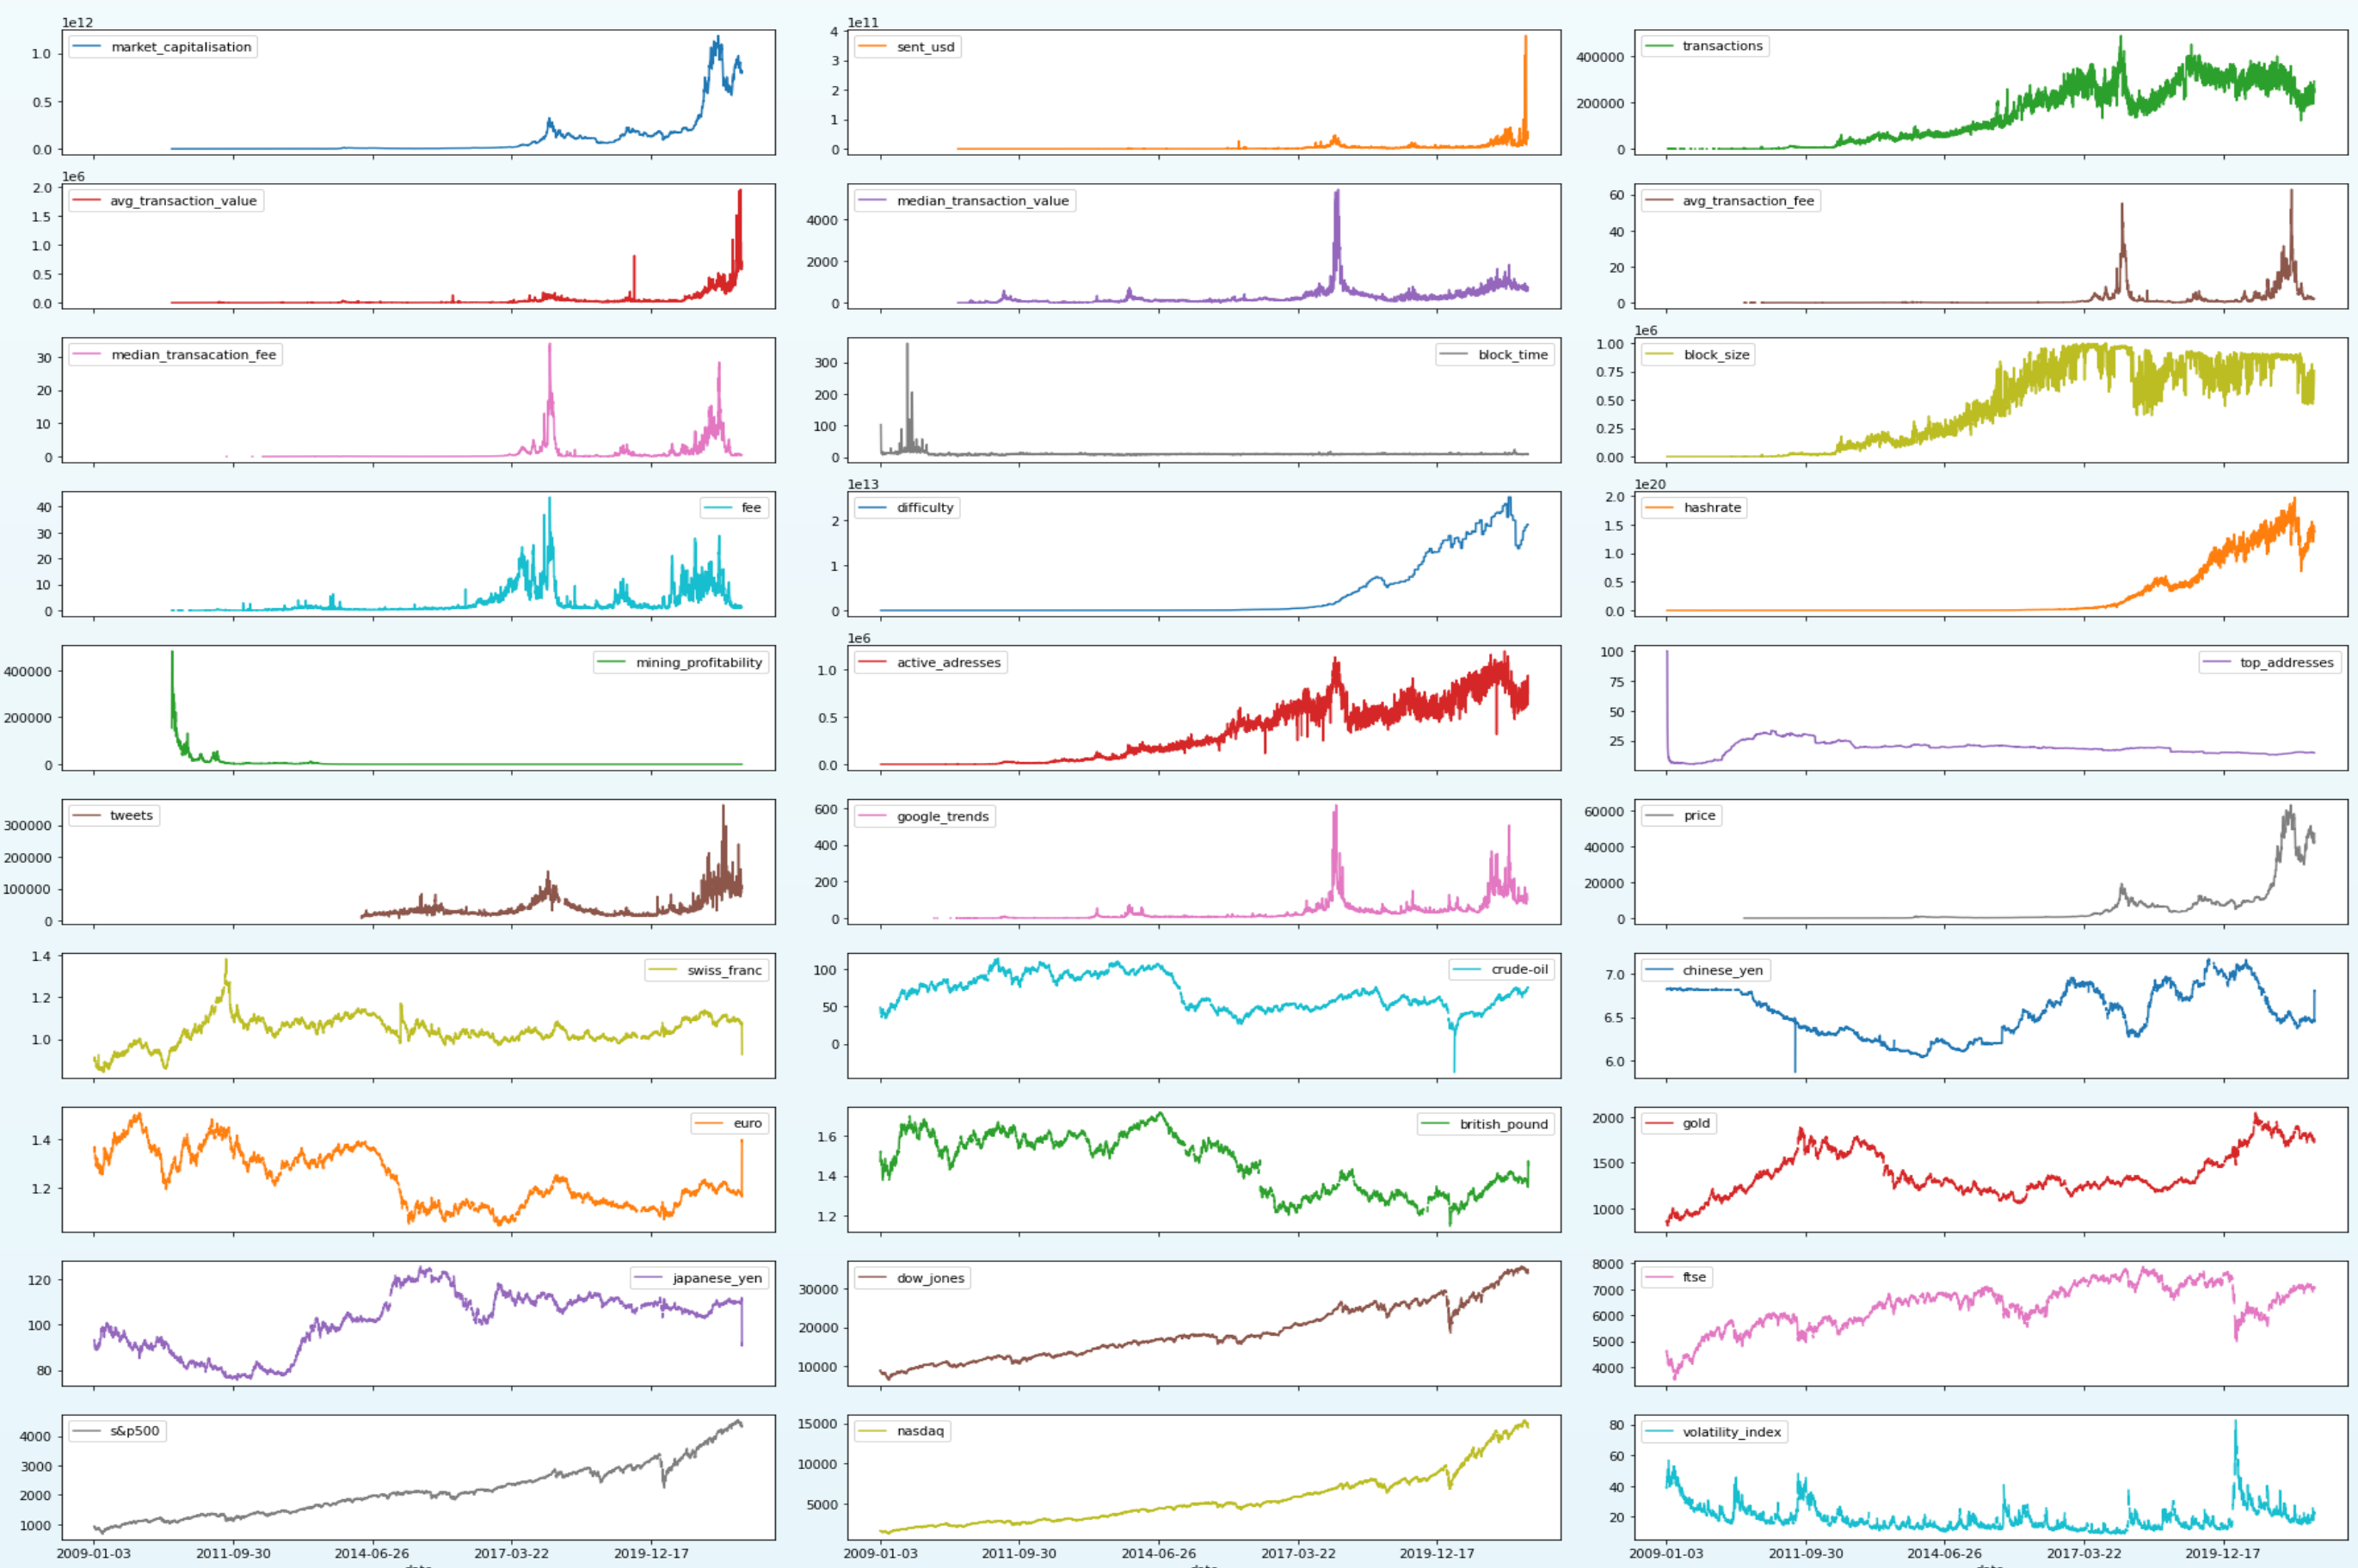 1e12
market_capitalisation
1.0
0.5
0.0
1e11
sent_usd
4
3
2
1
0
transactions
400000
200000
0
1e6
avg_transaction_value
2.0
1.5
1.0
0.5
0.0
median_transaction_value
4000
2000
0
avg_transaction_fee
60
40
20
0
median_transacation_fee
30
20
10
0
block_time
300
200
100
0
1e6
block_size
1.00
0.75
0.50
0.25
0.00
fee
40
30
20
10
0
1e13
difficulty
2
1
0
1e20
hashrate
2.0
1.5
1.0
0.5
0.0
mining_profitability
400000
200000
0
1e6
active_adresses
1.0
0.5
0.0
top_addresses
100
75
50
25
tweets
300000
200000
100000
0
google_trends
600
400
200
0
price
60000
40000
20000
0
swiss_franc
1.4
1.2
1.0
crude-oil
100
50
0
chinese_yen
7.0
6.5
6.0
euro
1.4
1.2
british_pound
1.6
1.4
1.2
gold
2000
1500
1000
japanese_yen
120
100
80
dow_jones
30000
20000
10000
ftse
8000
7000
6000
5000
4000
s&p500
4000
3000
2000
1000
2009-01-03 2011-09-30 2014-06-26 2017-03-22 2019-12-17
nasdaq
15000
10000
5000
2009-01-03 2011-09-30 2014-06-26 2017-03-22 2019-12-17
volatility_index
80
60
40
20
2009-01-03 2011-09-30 2014-06-26 2017-03-22 2019-12-17